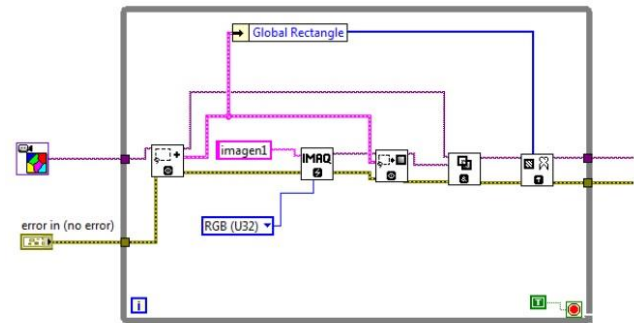 Global Rectangle
imagen1
IMAQ
RGB (U32)
error in (no error)
i
T